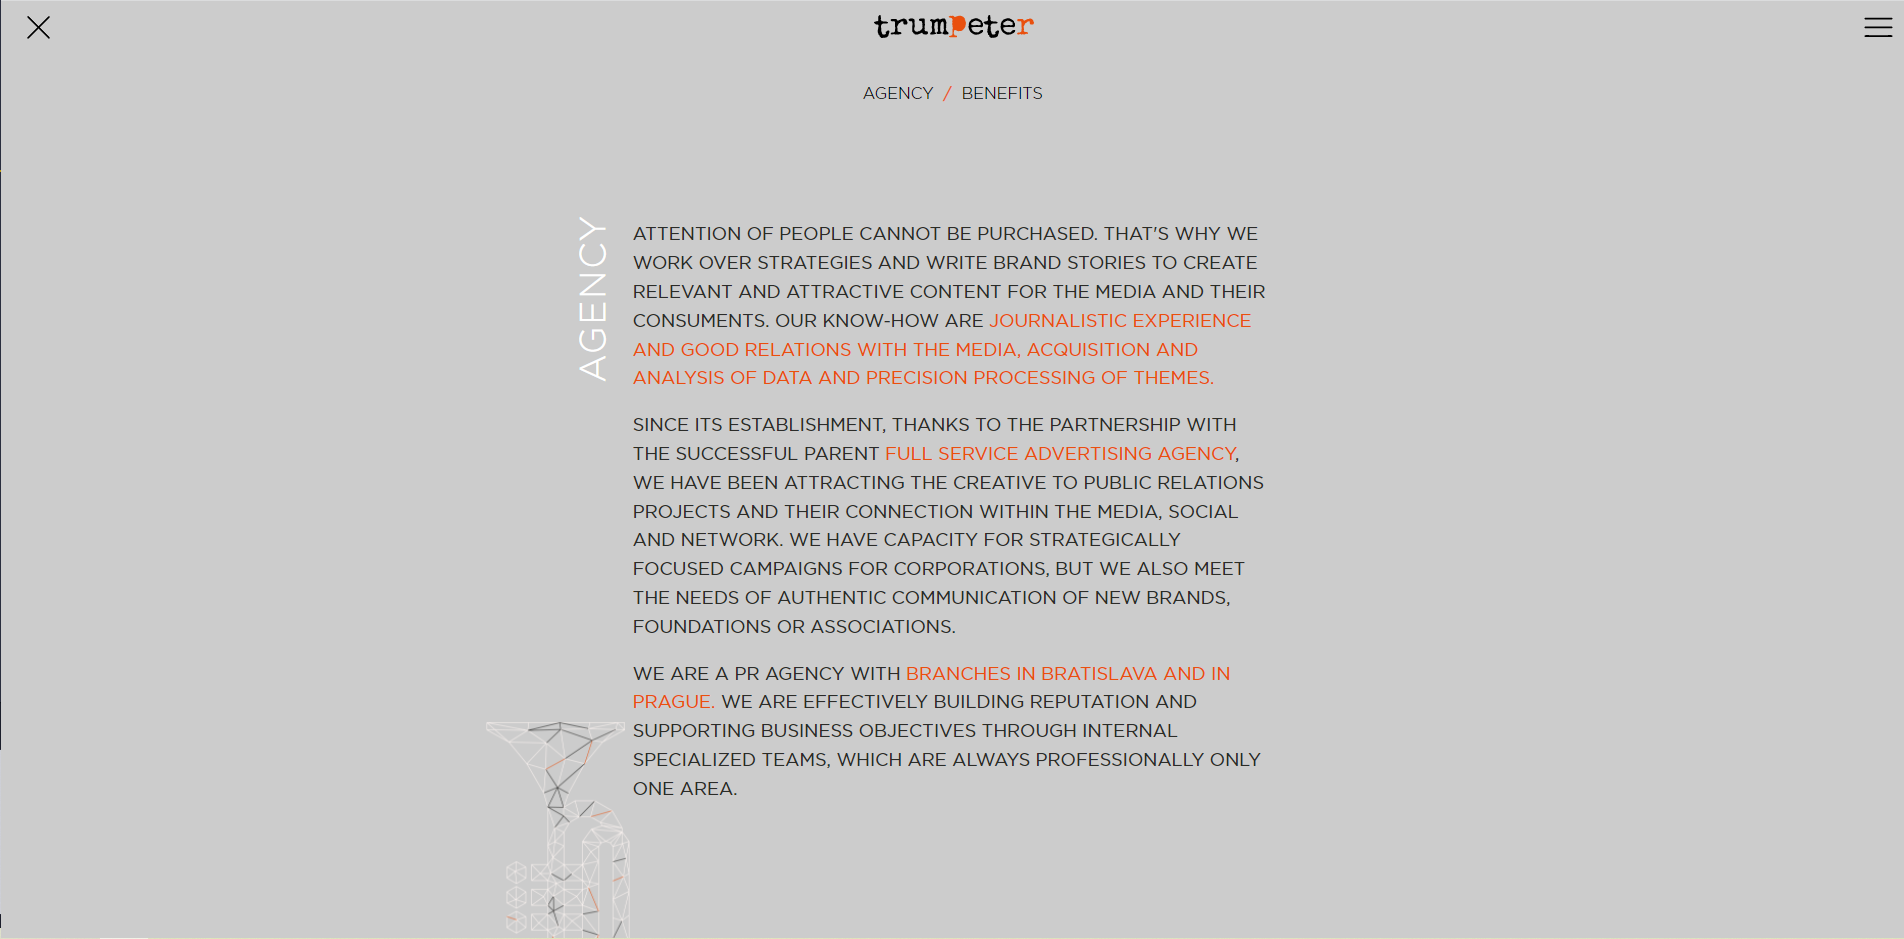 trumpeter
AGENCY / BENEFITS
AGENCY
ATTENTION OF PEOPLE CANNOT BE PURCHASED. THAT'S WHY WE
WORK OVER STRATEGIES AND WRITE BRAND STORIES TO CREATE
RELEVANT AND ATTRACTIVE CONTENT FOR THE MEDIA AND THEIR
CONSUMENTS. OUR KNOW-HOW ARE JOURNALISTIC EXPERIENCE
AND GOOD RELATIONS WITH THE MEDIA, ACQUISITION AND
ANALYSIS OF DATA AND PRECISION PROCESSING OF THEMES.
SINCE ITS ESTABLISHMENT, THANKS TO THE PARTNERSHIP WITH
THE SUCCESSFUL PARENT FULL SERVICE ADVERTISING AGENCY,
WE HAVE BEEN ATTRACTING THE CREATIVE TO PUBLIC RELATIONS
PROJECTS AND THEIR CONNECTION WITHIN THE MEDIA, SOCIAL
AND NETWORK. WE HAVE CAPACITY FOR STRATEGICALLY
FOCUSED CAMPAIGNS FOR CORPORATIONS, BUT WE ALSO MEET
THE NEEDS OF AUTHENTIC COMMUNICATION OF NEW BRANDS,
FOUNDATIONS OR ASSOCIATIONS.
WE ARE A PR AGENCY WITH BRANCHES IN BRATISLAVA AND IN
PRAGUE. WE ARE EFFECTIVELY BUILDING REPUTATION AND
SUPPORTING BUSINESS OBJECTIVES THROUGH INTERNAL
SPECIALIZED TEAMS, WHICH ARE ALWAYS PROFESSIONALLY ONLY
ONE AREA.